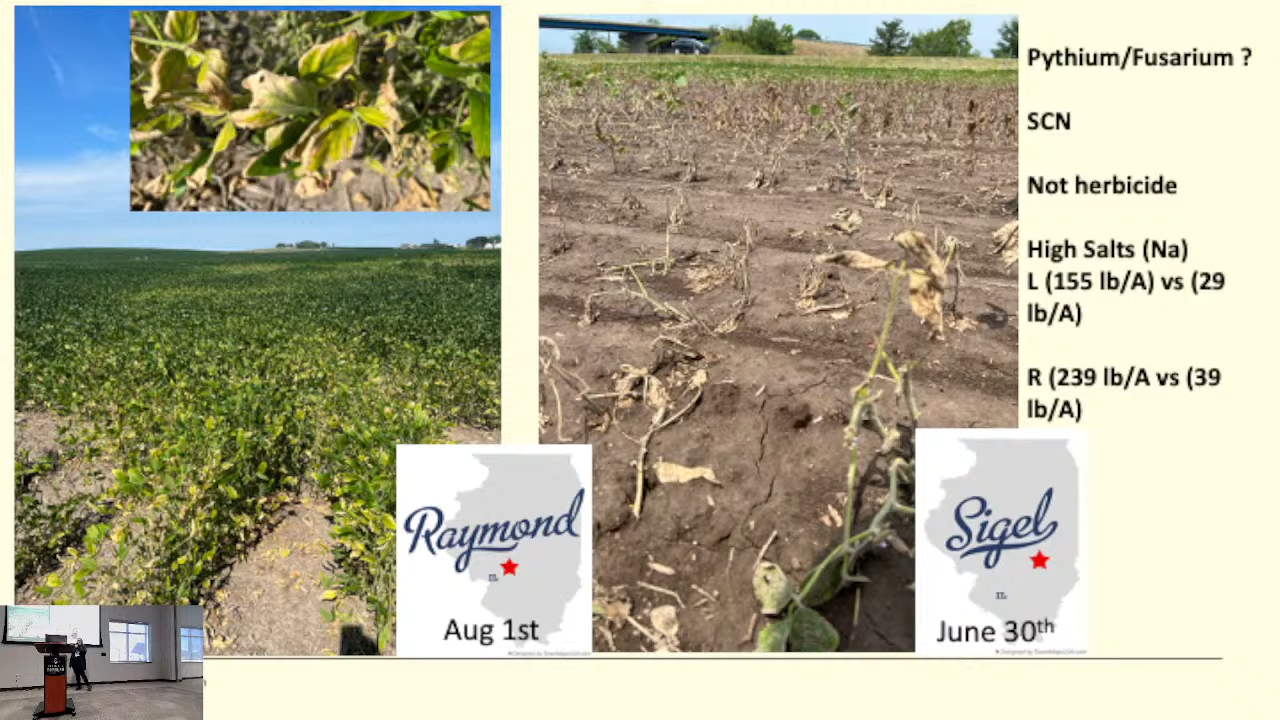 Pythium/Fusarium ?
SCN
Not herbicide
High Salts (Na)
L (155 lb/A) vs (29
lb/A)
R (239 lb/A vs (39
lb/A)
Raymond
IL
Aug 1st
Sigel
IL
June 30th